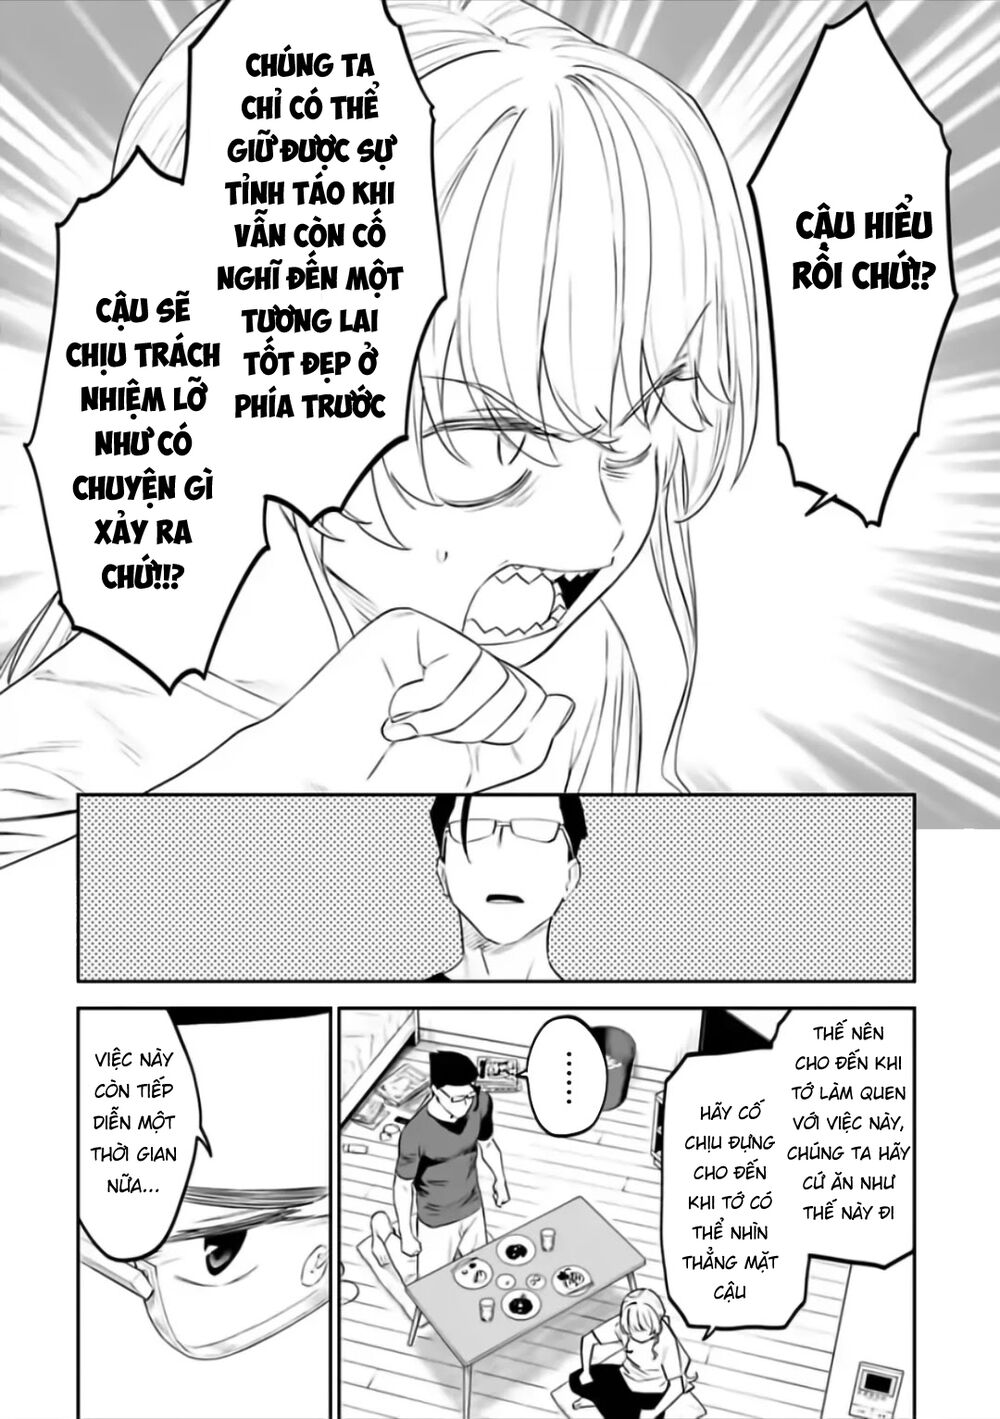 CẬU HIỂU
RỒI CHỨ!?
CHÚNG TA
CHỈ CÓ THỂ
GIỮ ĐƯỢC SỰ
TỈNH TÁO KHI
VẪN CÒN CỐ
NGHĨ ĐẾN MỘT
TƯƠNG LAI
TỐT ĐẸP Ở
PHÍA TRƯỚC
CẬU SẼ
CHỊU TRÁCH
NHIỆM LỠ
NHƯ CÓ
CHUYỆN GÌ
XẢY RA
CHỨ!!!?
THẾ NÊN
CHO ĐẾN KHI
TỚ LÀM QUEN
VỚI VIỆC NÀY,
CHÚNG TA HÃY
CỨ ĂN NHƯ
THẾ NÀY ĐI
HÃY CỐ
CHỊU ĐỰNG
CHO ĐẾN
KHI TỚ CÓ
THỂ NHÌN
THẲNG MẶT
CẬU
......
VIỆC NÀY
CÒN TIẾP
DIỄN MỘT
THỜI GIAN
NỮA...